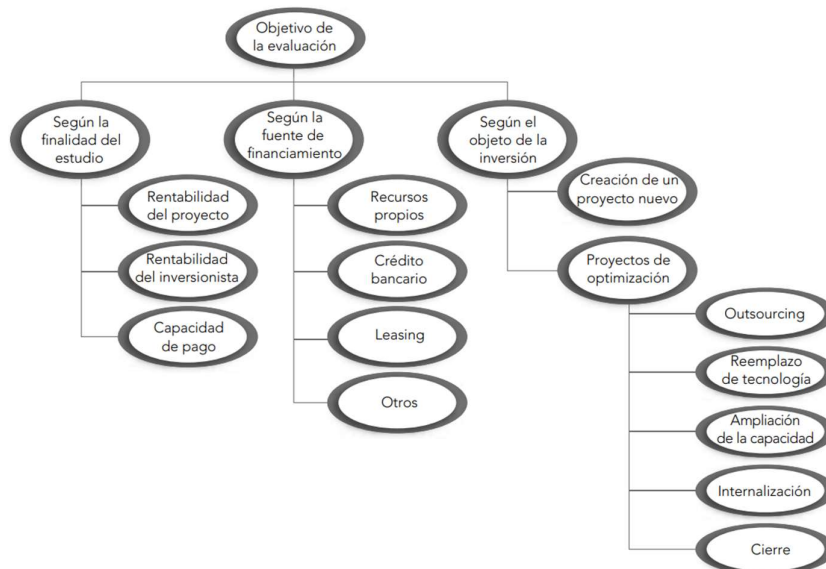 Objetivo de
la evaluación
Según la
finalidad del
estudio
Según la
fuente de
financiamiento
Según el
objeto de la
inversión
Rentabilidad
del proyecto
Rentabilidad
del inversionista
Capacidad
de pago
Recursos
propios
Crédito
bancario
Leasing
Otros
Creación de un
proyecto nuevo
Proyectos de
optimización
Outsourcing
Reemplazo
de tecnología
Ampliación
de la capacidad
Internalización
Cierre